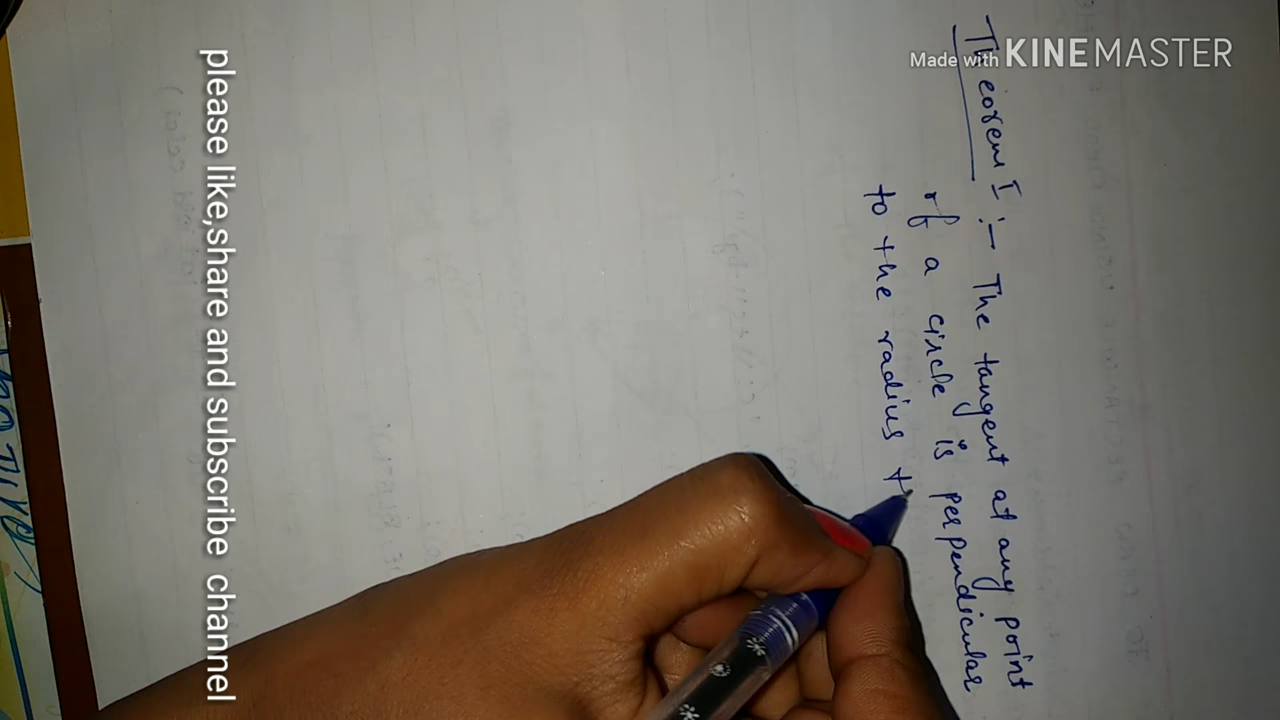 Made with KINEMASTER
Theorem I :- The tangent at any point
of a circle is perpendicular
to the radius t
please like,share and subscribe channel